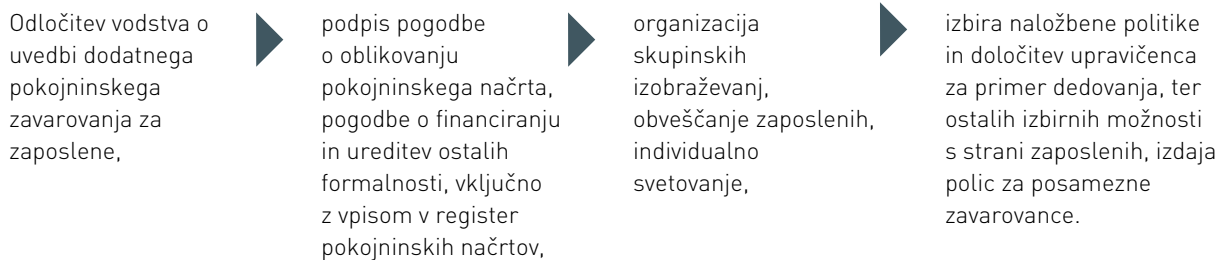 Odločitev vodstva o
uvedbi dodatnega
pokojninskega
zavarovanja za
zaposlene,
podpis pogodbe
o oblikovanju
pokojninskega načrta,
pogodbe o financiranju
in ureditev ostalih
formalnosti, vključno
z vpisom v register
pokojninskih načrtov,
organizacija
skupinskih
izobraževanj,
obveščanje zaposlenih,
individualno
svetovanje,
izbira naložbene politike
in določitev upravičenca
za primer dedovanja, ter
ostalih izbirnih možnosti
s strani zaposlenih, izdaja
polic za posamezne
zavarovance.